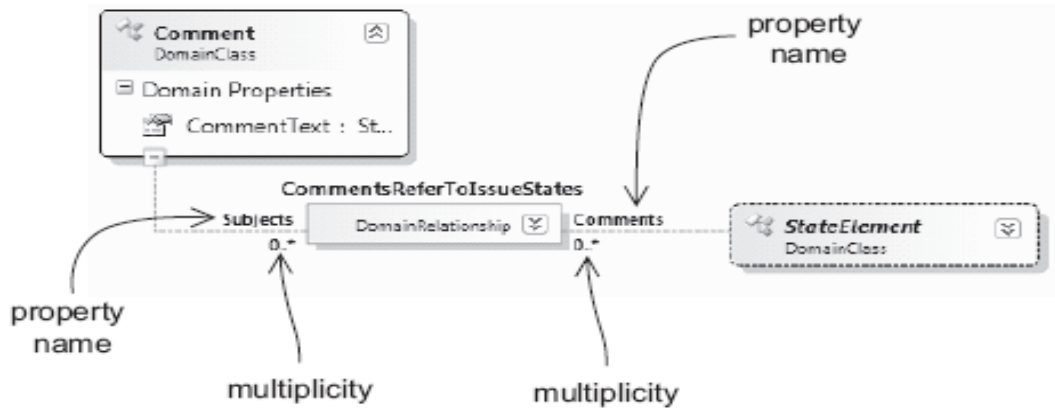 Comment
DomainClass
Domain Properties
CommentText : St...
property
name
CommentsReferToIssueStates
Subjects
DomainRelationship
Comments
0..*
0..*
StateElement
DomainClass
property
name
multiplicity
multiplicity